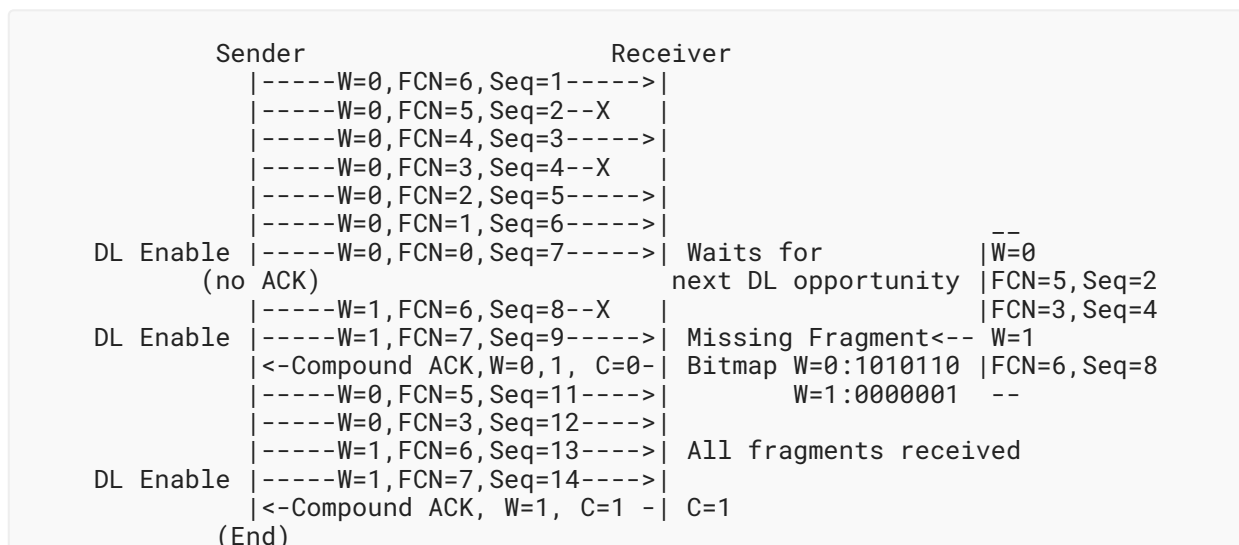 Sender                     Receiver
              |-----W=0,FCN=6,Seq=1----->|
              |-----W=0,FCN=5,Seq=2--X   |
              |-----W=0,FCN=4,Seq=3----->|
              |-----W=0,FCN=3,Seq=4--X   |
              |-----W=0,FCN=2,Seq=5----->|
              |-----W=0,FCN=1,Seq=6----->|                     __
    DL Enable |-----W=0,FCN=0,Seq=7----->| Waits for          |W=0
           (no ACK)                       next DL opportunity |FCN=5,Seq=2
              |-----W=1,FCN=6,Seq=8--X   |                    |FCN=3,Seq=4
    DL Enable |-----W=1,FCN=7,Seq=9----->| Missing Fragment<-- W=1
              |<-Compound ACK,W=0,1, C=0-| Bitmap W=0:1010110 |FCN=6,Seq=8
              |-----W=0,FCN=5,Seq=11---->|        W=1:0000001  --
              |-----W=0,FCN=3,Seq=12---->|
              |-----W=1,FCN=6,Seq=13---->| All fragments received
    DL Enable |-----W=1,FCN=7,Seq=14---->|
              |<-Compound ACK, W=1, C=1 -| C=1
            (End)